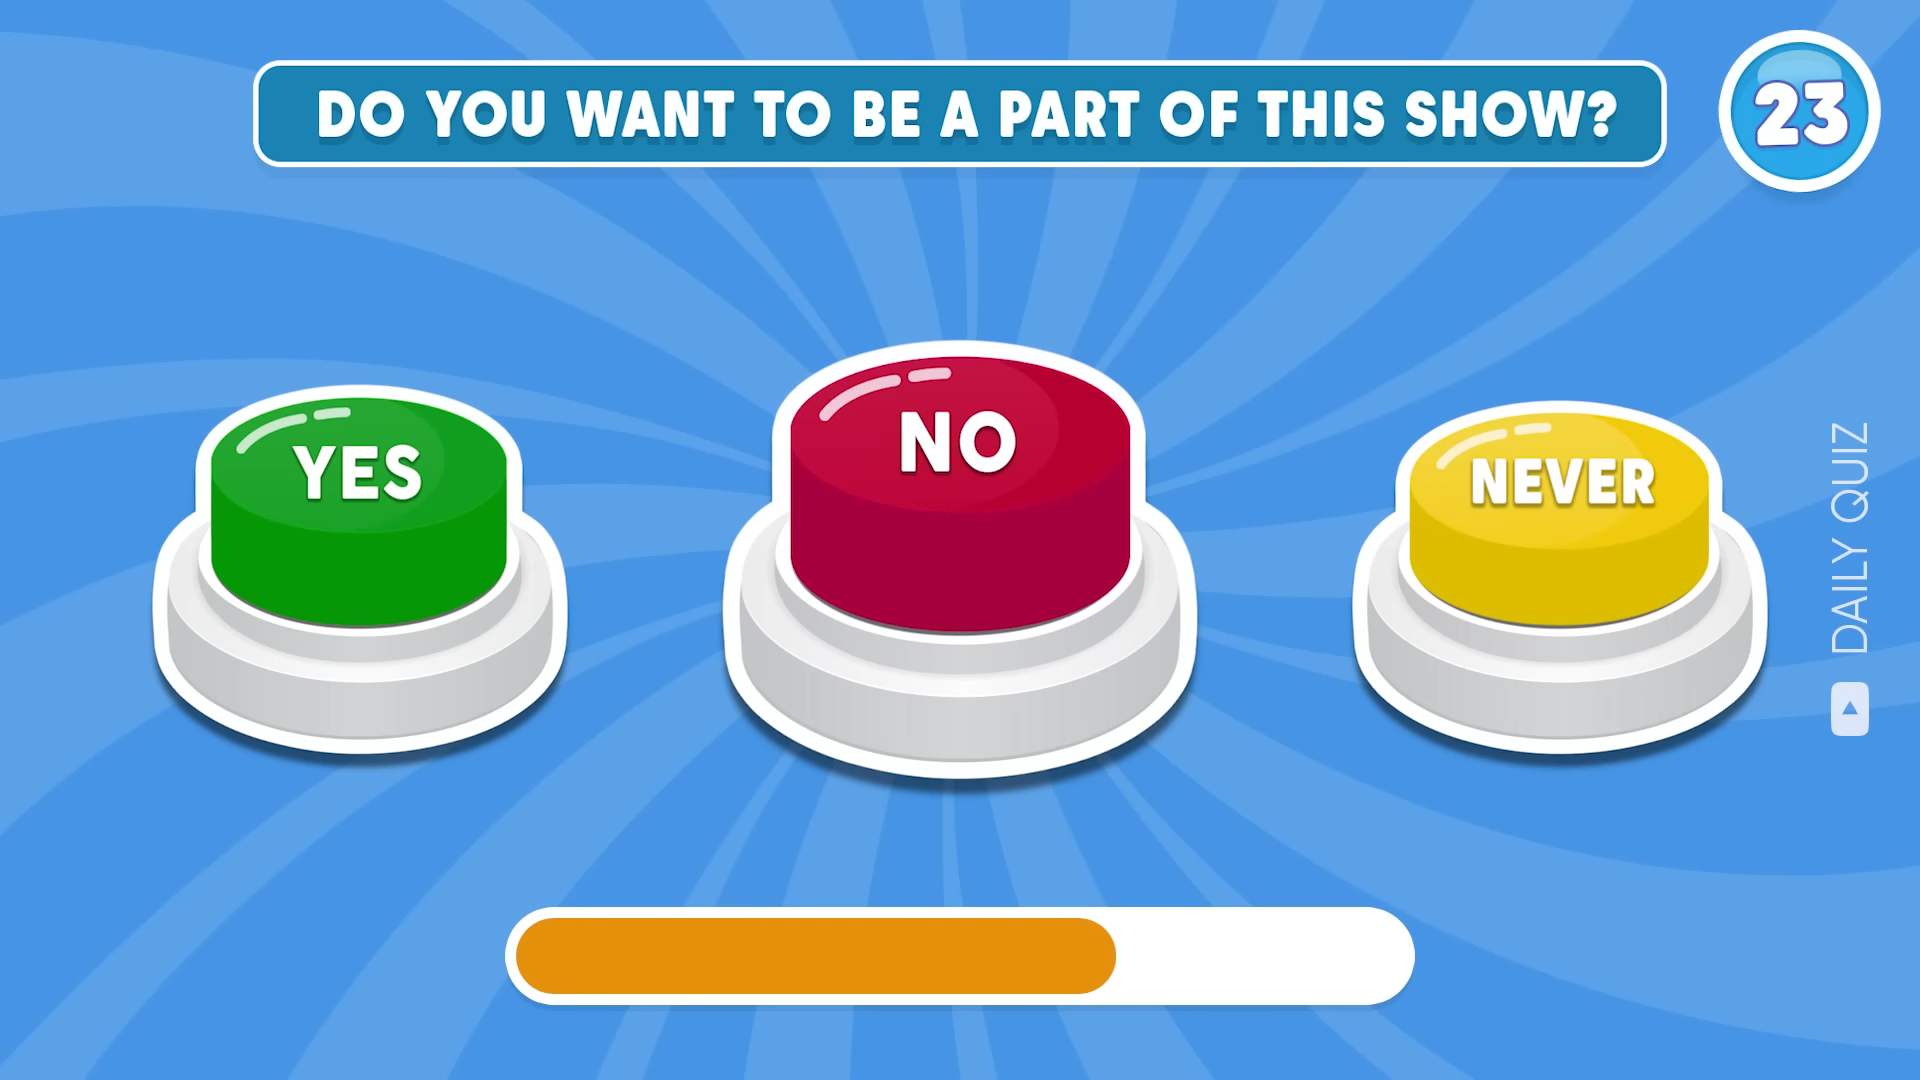 DO YOU WANT TO BE A PART OF THIS SHOW?
23
YES
NO
NEVER
DAILY QUIZ